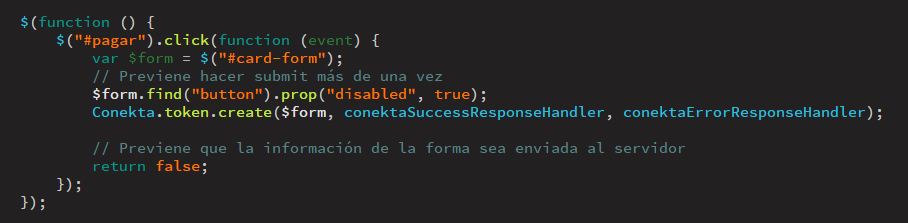 $(function () {
    $("#pagar").click(function (event) {
        var $form = $("#card-form");
        // Previene hacer submit más de una vez
        $form.find("button").prop("disabled", true);
        Conekta.token.create($form, conektaSuccessResponseHandler, conektaErrorResponseHandler);

        // Previene que la información de la forma sea enviada al servidor
        return false;
    });
});